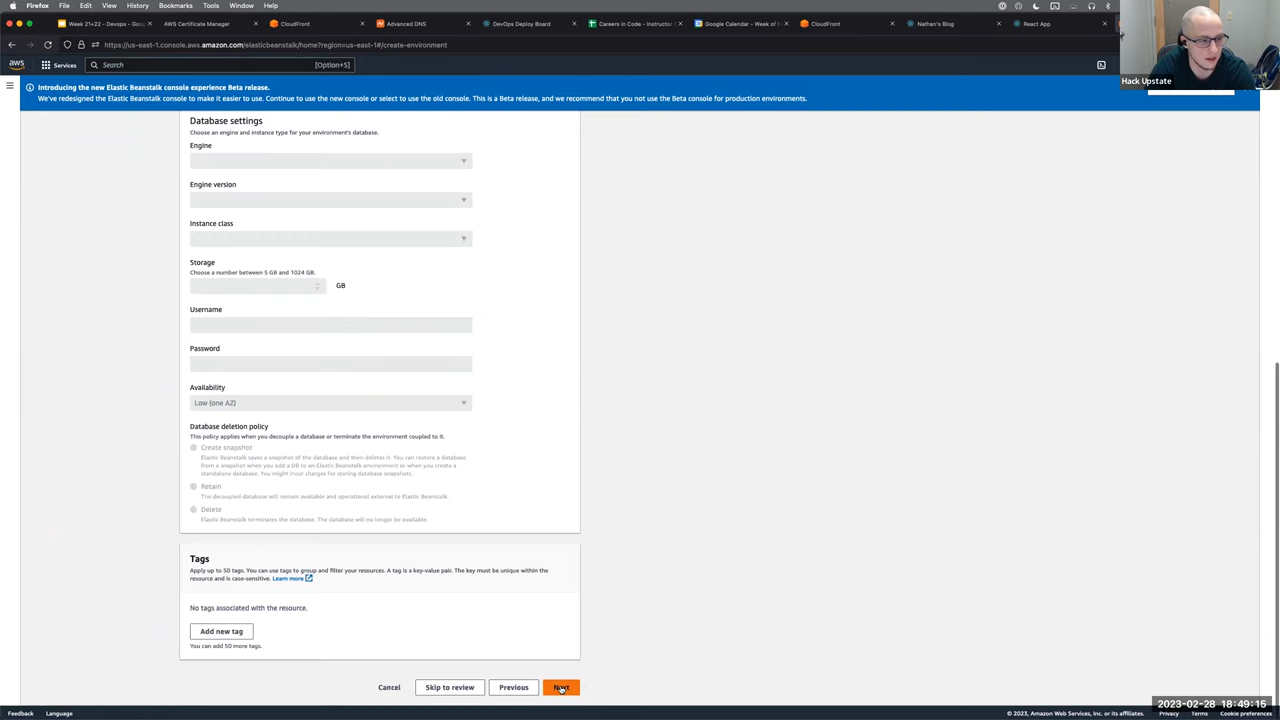 Firefox File Edit View History Bookmarks Tools Window Help
Week 21+22 - Devops - Goog
AWS Certificate Manager
CloudFront
Advanced DNS
DevOps Deploy Board
Careers in Code - Instructor
Google Calendar - Week of F
CloudFront
Nathan's Blog
React App
https://us-east-1.console.aws.amazon.com/elasticbeanstalk/home?region=us-east-1#/create-environment
aws Services Search [Option+S]
Hack Upstate
Introducing the new Elastic Beanstalk console experience Beta release.
We've redesigned the Elastic Beanstalk console to make it easier to use. Continue to use the new console or select to use the old console. This is a Beta release, and we recommend that you not use the Beta console for production environments.
Database settings
Choose an engine and instance type for your environment's database.
Engine
Engine version
Instance class
Storage
Choose a number between 5 GB and 1024 GB.
GB
Username
Password
Availability
Low (one AZ)
Database deletion policy
This policy applies when you decouple a database or terminate the environment coupled to it.
Create snapshot
Elastic Beanstalk saves a snapshot of the database and then deletes it. You can restore a database
from a snapshot when you add a DB to an Elastic Beanstalk environment or when you create a
standalone database. You might incur charges for storing database snapshots.
Retain
The decoupled database will remain available and operational external to Elastic Beanstalk.
Delete
Elastic Beanstalk terminates the database. The database will no longer be available.
Tags
Apply up to 50 tags. You can use tags to group and filter your resources. A tag is a key-value pair. The key must be unique within the
resource and is case-sensitive. Learn more
No tags associated with the resource.
Add new tag
You can add 50 more tags.
Cancel Skip to review Previous Next
2023-02-28 18:49:15
Feedback Language © 2023, Amazon Web Services, Inc. or its affiliates. Privacy Terms Cookie preferences